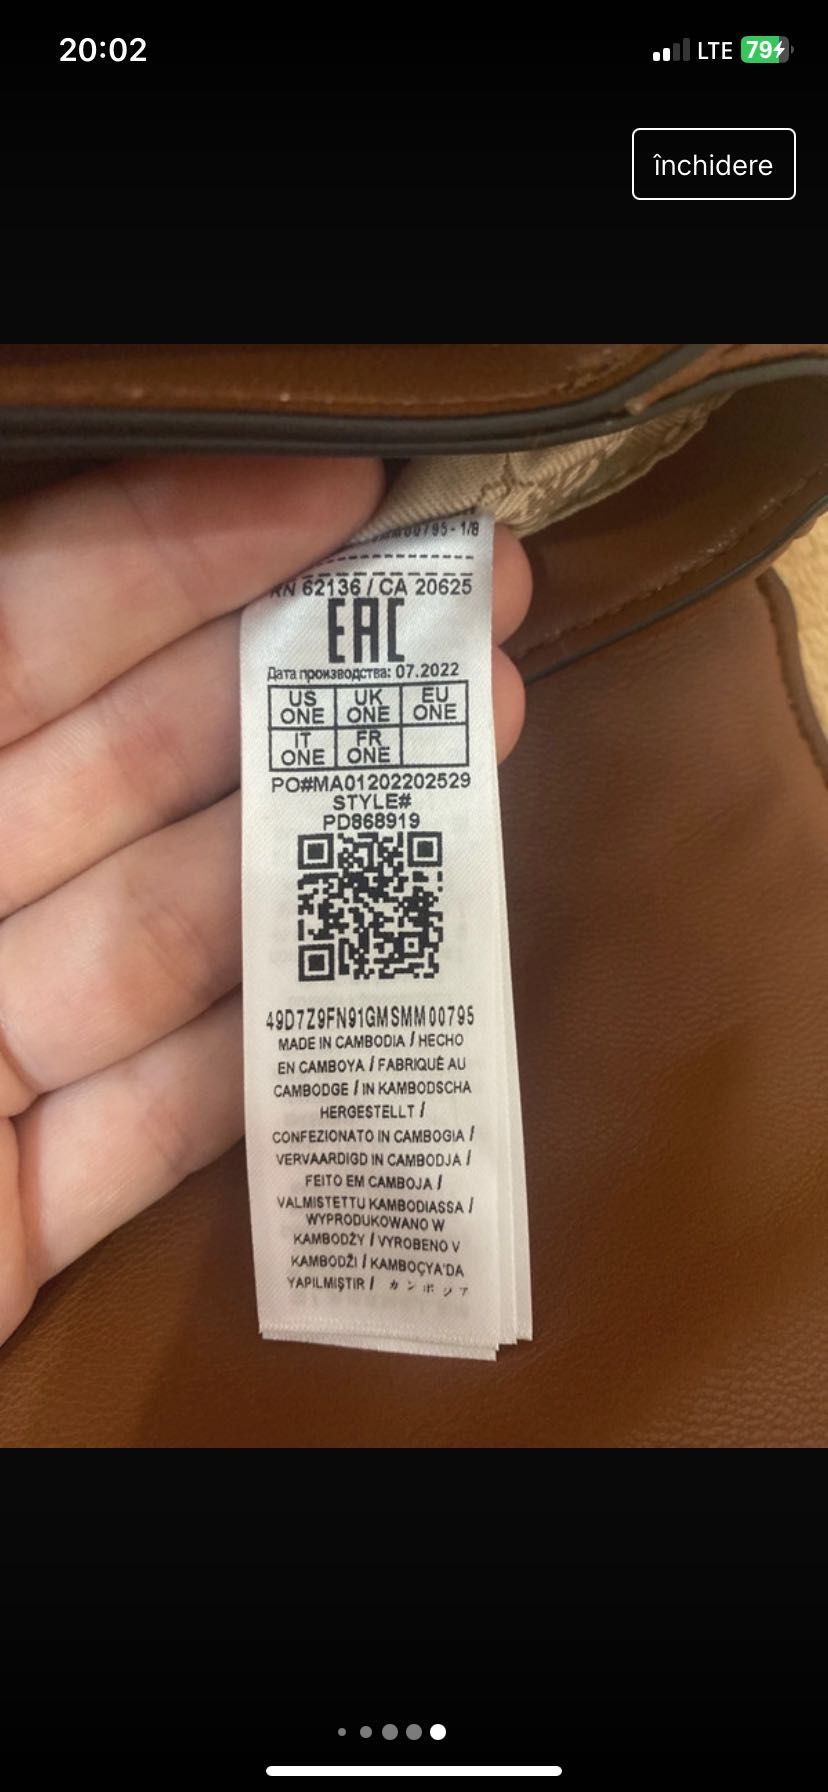 20:02
LTE 79
închidere
00795-1/8
RN 62136 / CA 20625
EAC
Дата производства: 07.2022
US ONE UK ONE EU ONE
IT ONE FR ONE
PO#MA01202202529
STYLE#
PD868919
49D7Z9FN91GMSMM00795
MADE IN CAMBODIA / HECHO
EN CAMBOYA / FABRIQUÉ AU
CAMBODGE / IN KAMBODSCHA
HERGESTELLT /
CONFEZIONATO IN CAMBOGIA /
VERVAARDIGD IN CAMBODJA /
FEITO EM CAMBOJA /
VALMISTETTU KAMBODIASSA /
WYPRODUKOWANO W
KAMBODŻY / VYROBENO V
KAMBODŽI / KAMBOÇYA'DA
YAPILMIŞTIR / カンボジア